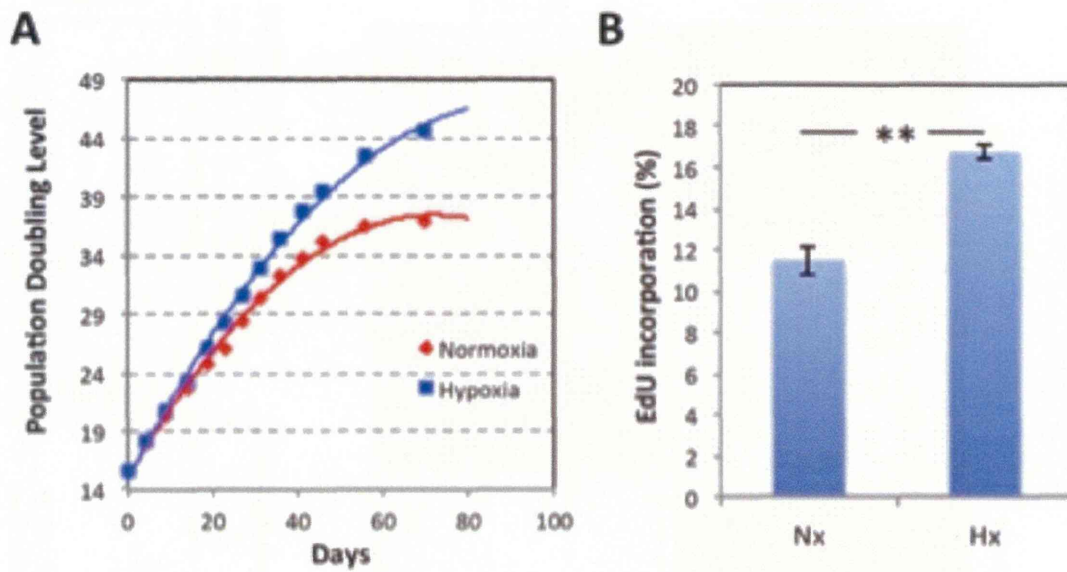 A
Population Doubling Level
49
44
39
34
29
24
19
14
0 20 40 60 80 100
Days
Normoxia
Hypoxia
B
EdU incorporation (%)
20
18
16
14
12
10
8
6
4
2
0
**
Nx Hx